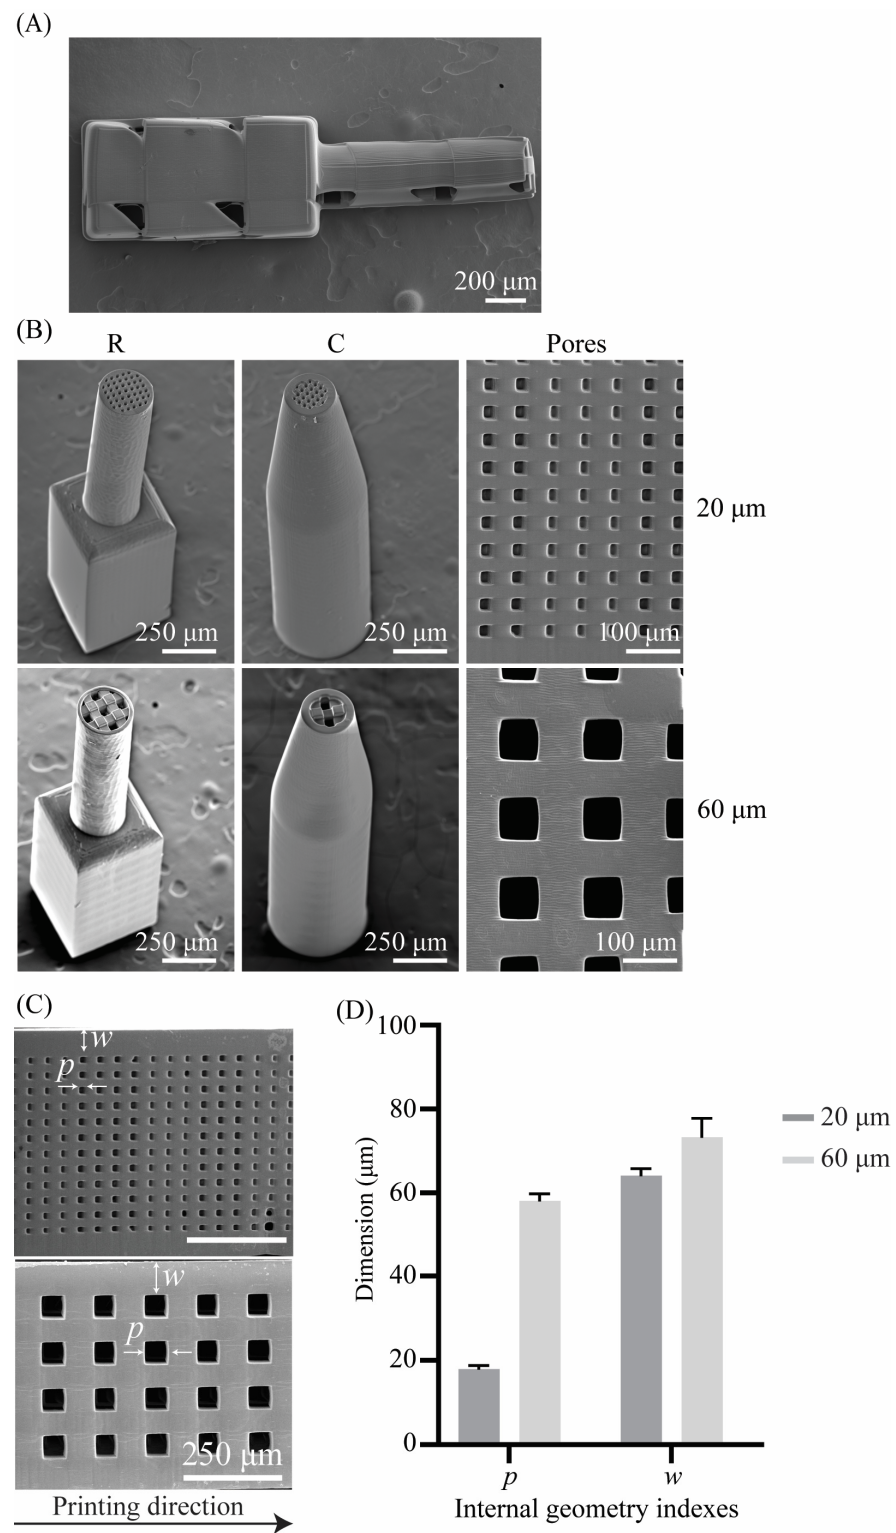 (A)
200 μm
(B)
R
C
Pores
250 μm
250 μm
100 μm
20 μm
250 μm
250 μm
100 μm
60 μm
(C)
w
p
w
p
250 μm
Printing direction
(D)
100
80
60
40
20
0
Dimension (μm)
20 μm
60 μm
p
w
Internal geometry indexes